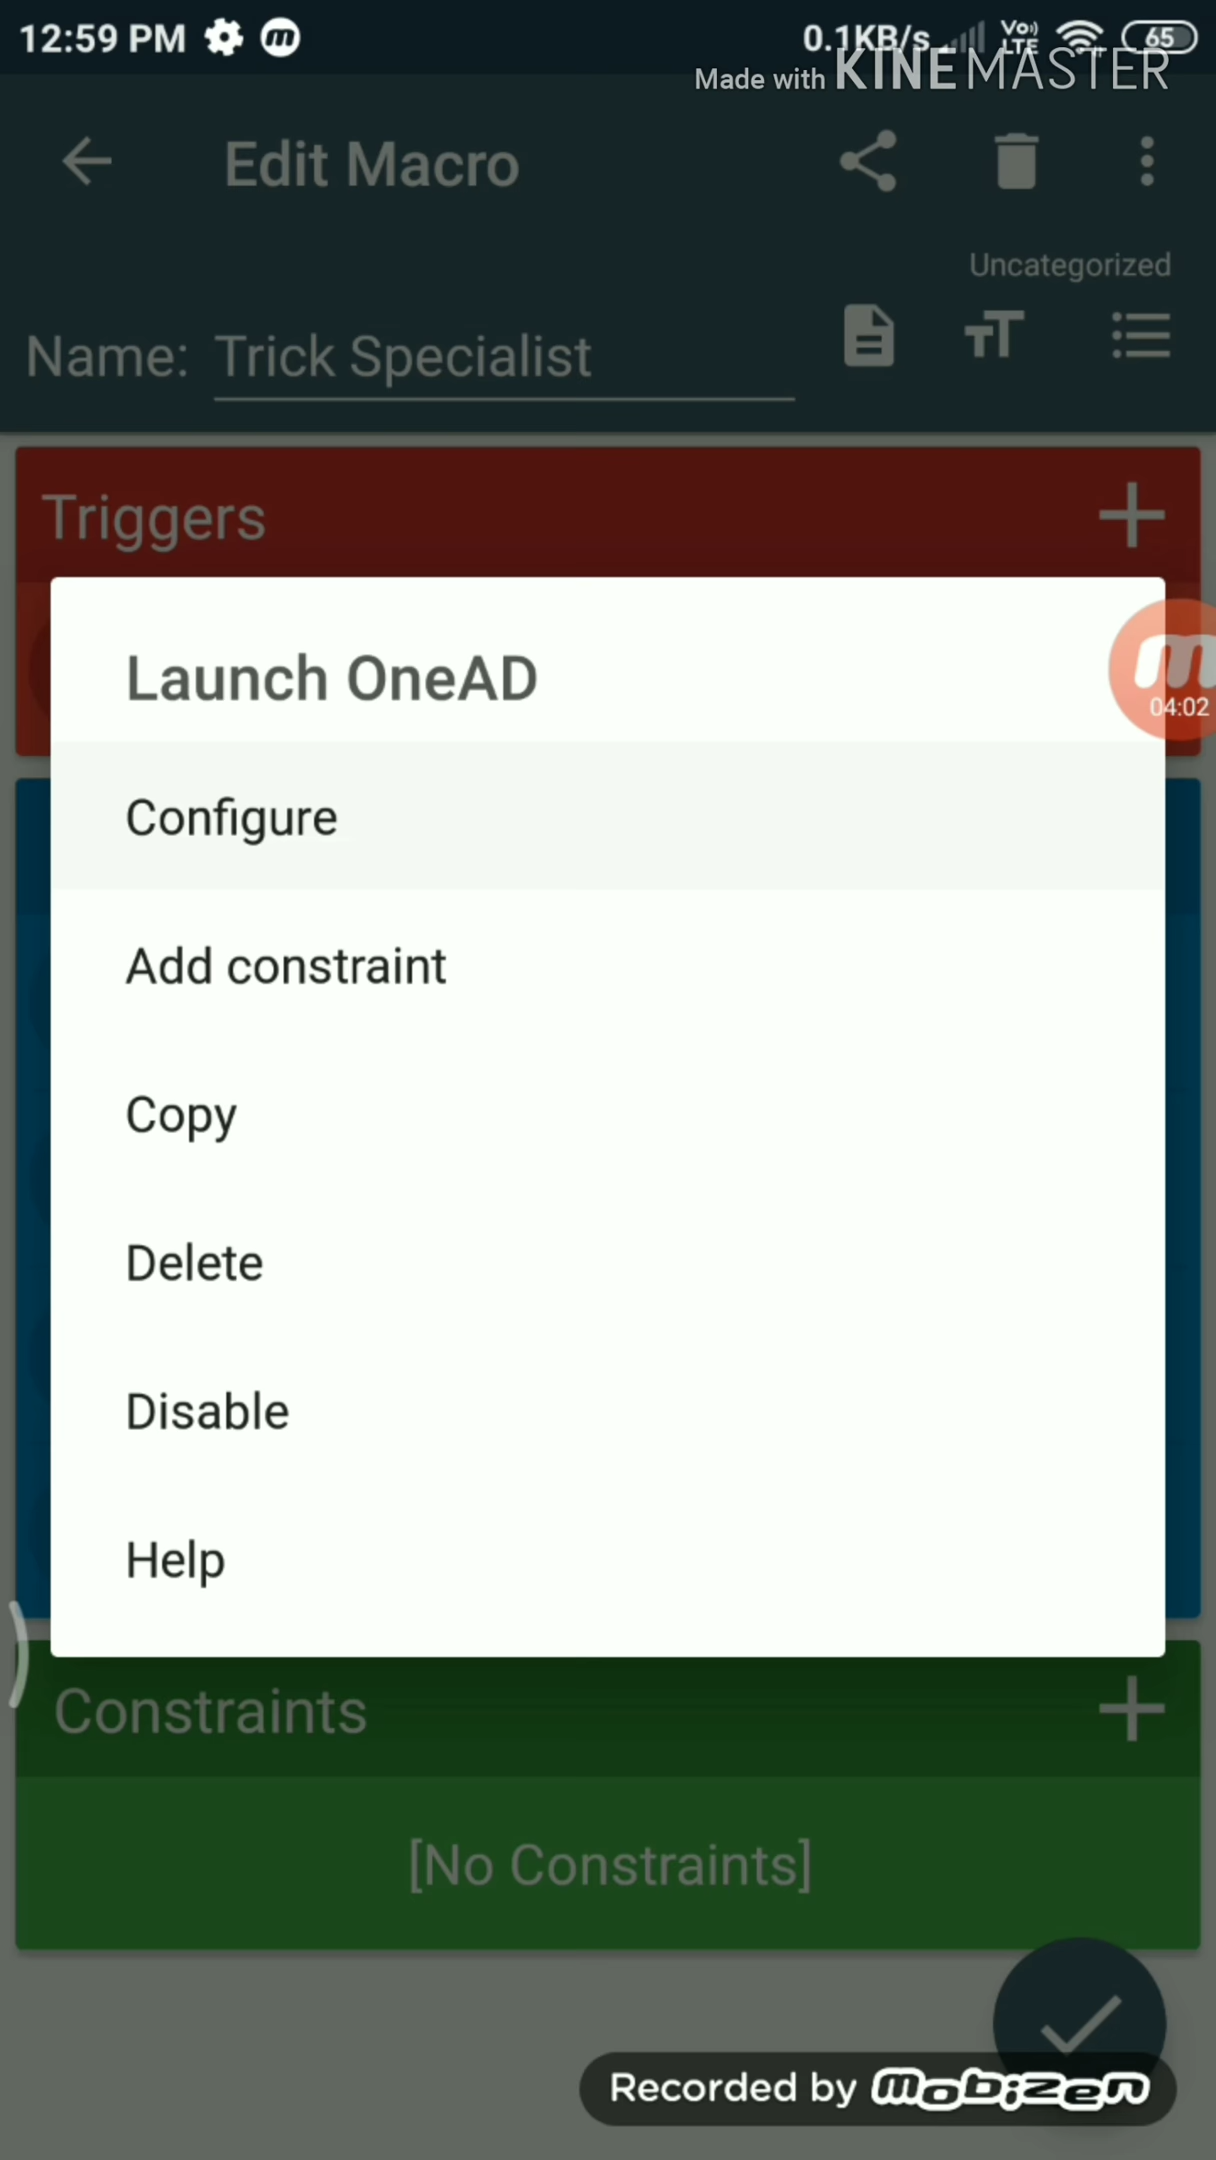 12:59 PM
0.1KB/s
Vo))
LTE
65
Made with KINEMASTER
Edit Macro
Uncategorized
Name: Trick Specialist
Triggers
Launch OneAD
04:02
Configure
Add constraint
Copy
Delete
Disable
Help
Constraints
[No Constraints]
Recorded by mobizen